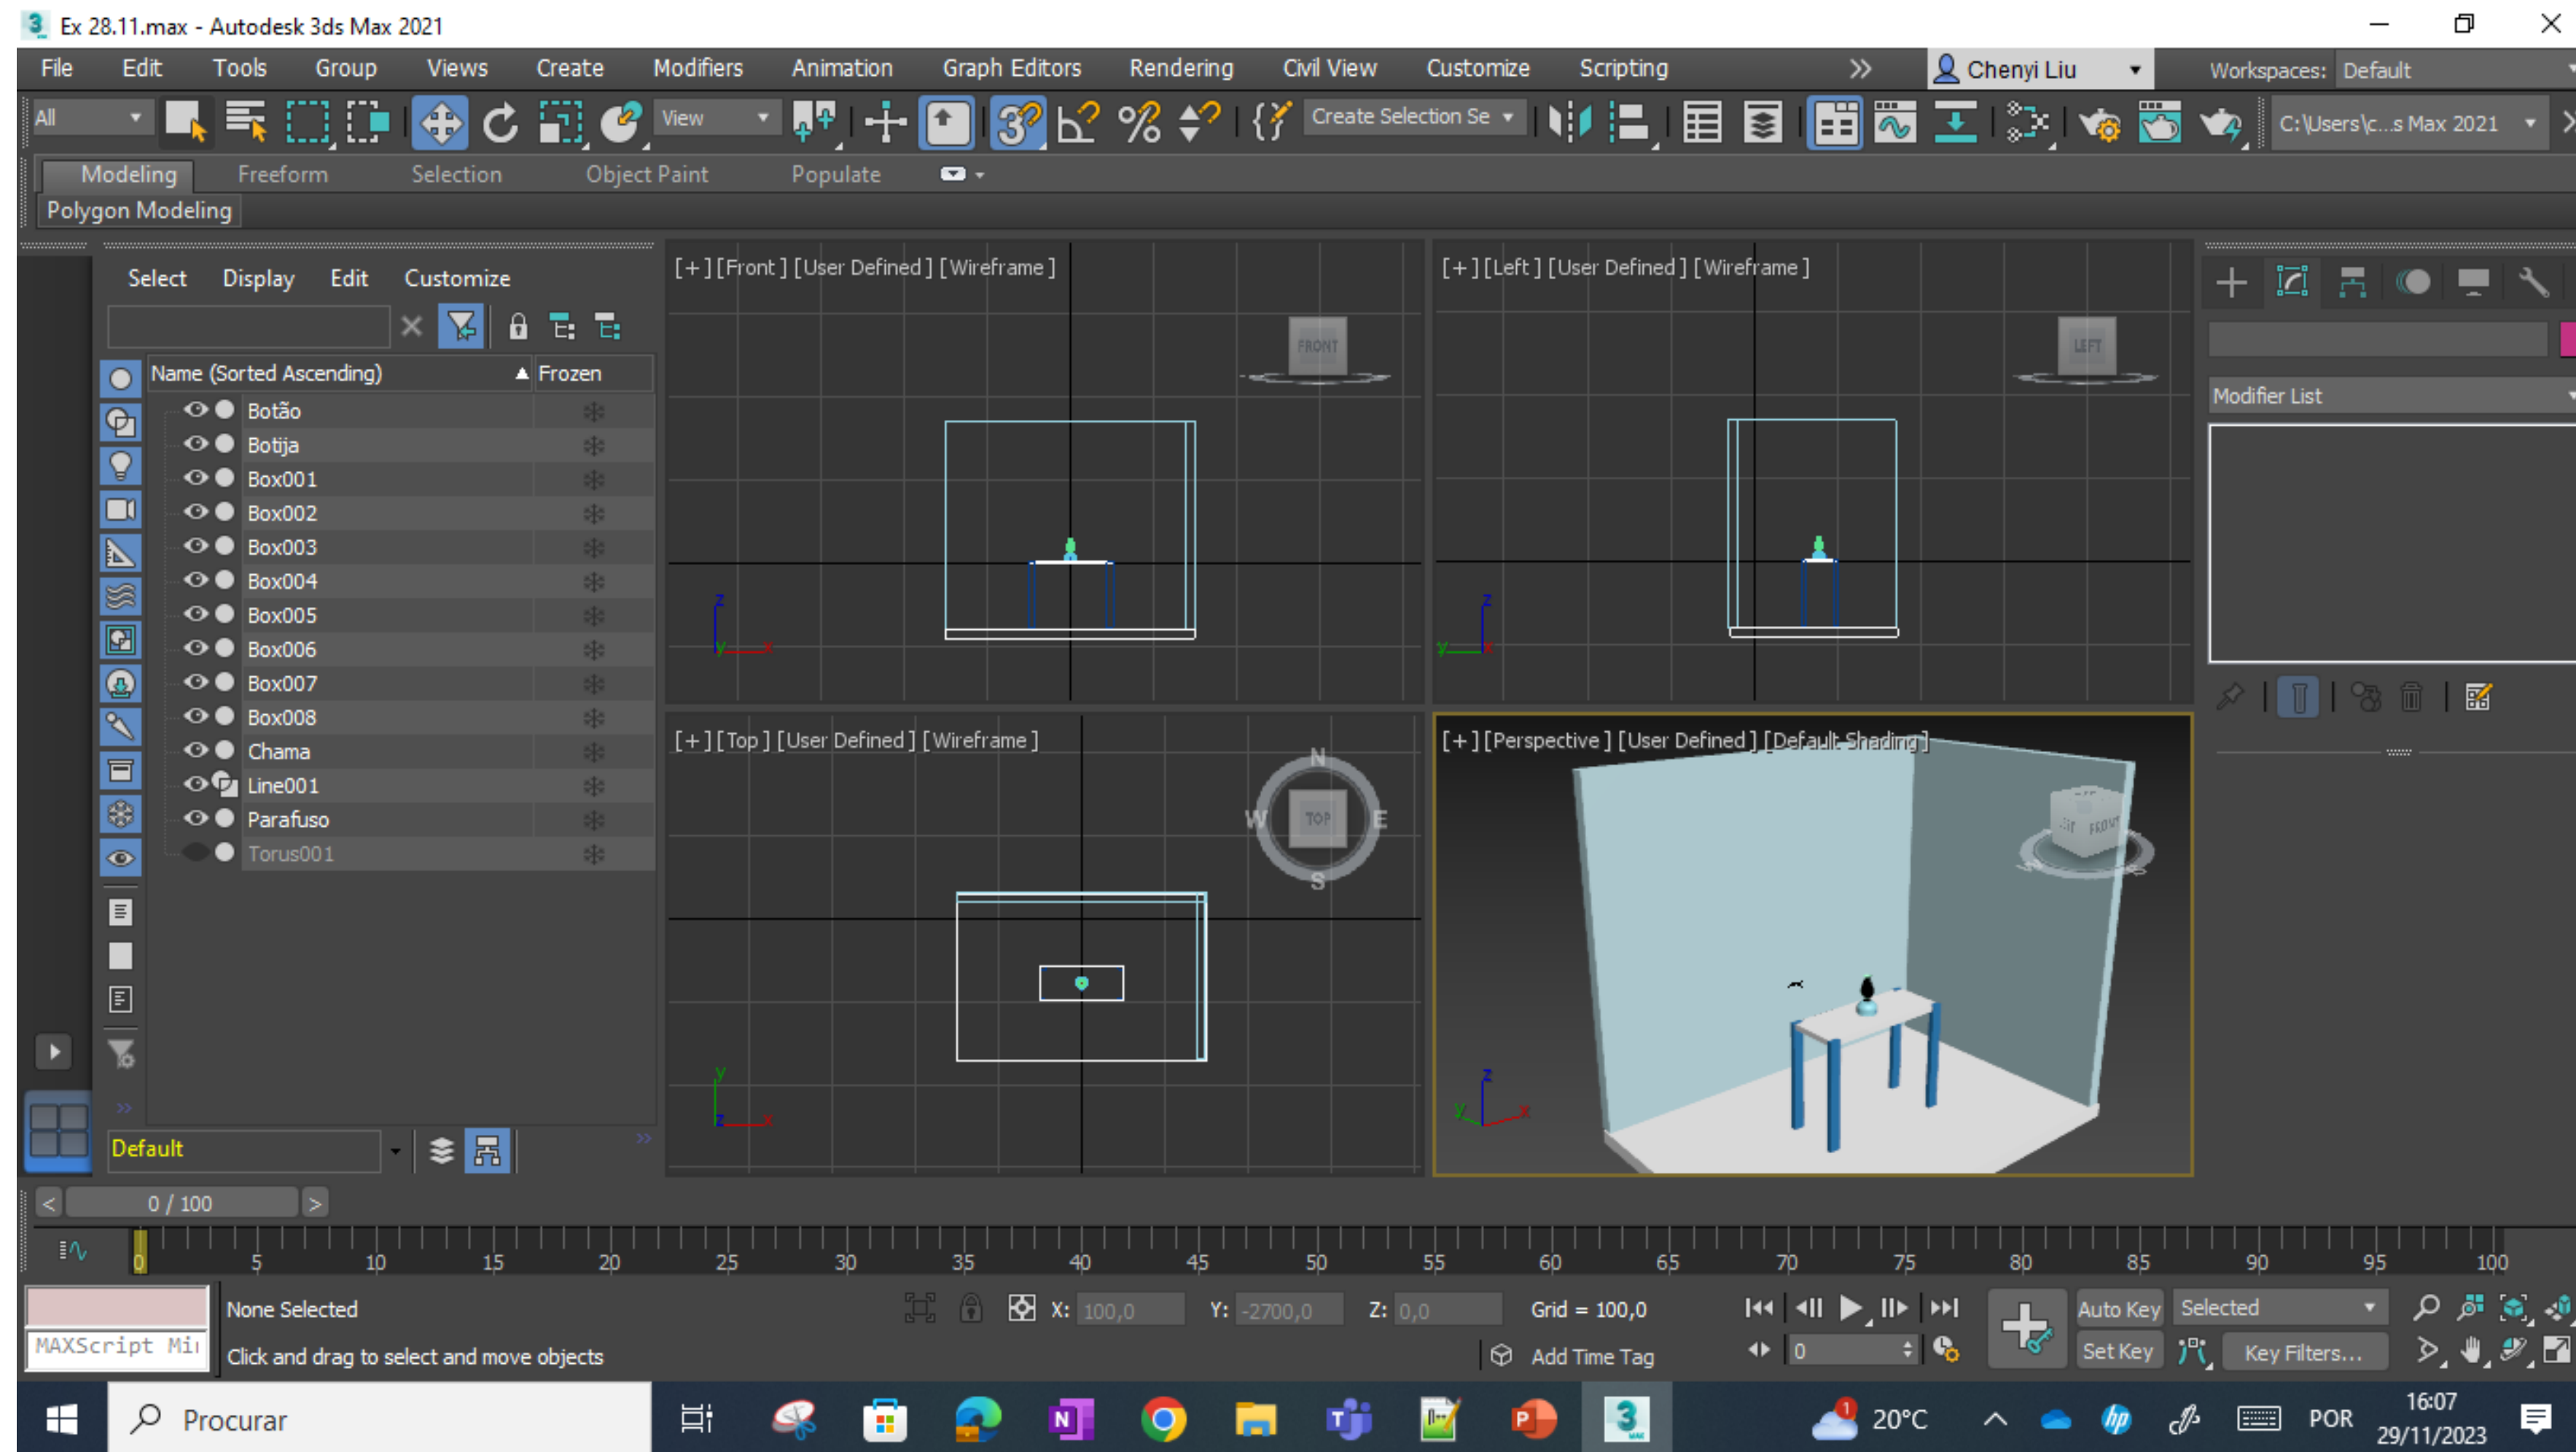 Ex 28.11.max - Autodesk 3ds Max 2021
File Edit Tools Group Views Create Modifiers Animation Graph Editors Rendering Civil View Customize Scripting Chenyi Liu Workspaces: Default
All View Create Selection Se C:\Users\c...s Max 2021
Modeling Freeform Selection Object Paint Populate
Polygon Modeling
Select Display Edit Customize
Name (Sorted Ascending) Frozen
Botão
Botija
Box001
Box002
Box003
Box004
Box005
Box006
Box007
Box008
Chama
Line001
Parafuso
Torus001
Default
[+] [Front] [User Defined] [Wireframe]
FRONT
z
y x
[+] [Left] [User Defined] [Wireframe]
LEFT
z
y x
[+] [Top] [User Defined] [Wireframe]
N
W TOP E
S
y
z x
[+] [Perspective] [User Defined] [Default Shading]
FRONT
z
y x
Modifier List
< 0 / 100 >
0 5 10 15 20 25 30 35 40 45 50 55 60 65 70 75 80 85 90 95 100
None Selected X: 100,0 Y: -2700,0 Z: 0,0 Grid = 100,0 Auto Key Selected
MAXScript Mi Click and drag to select and move objects Add Time Tag 0 Set Key Key Filters...
Procurar 1 20°C POR 16:07
29/11/2023